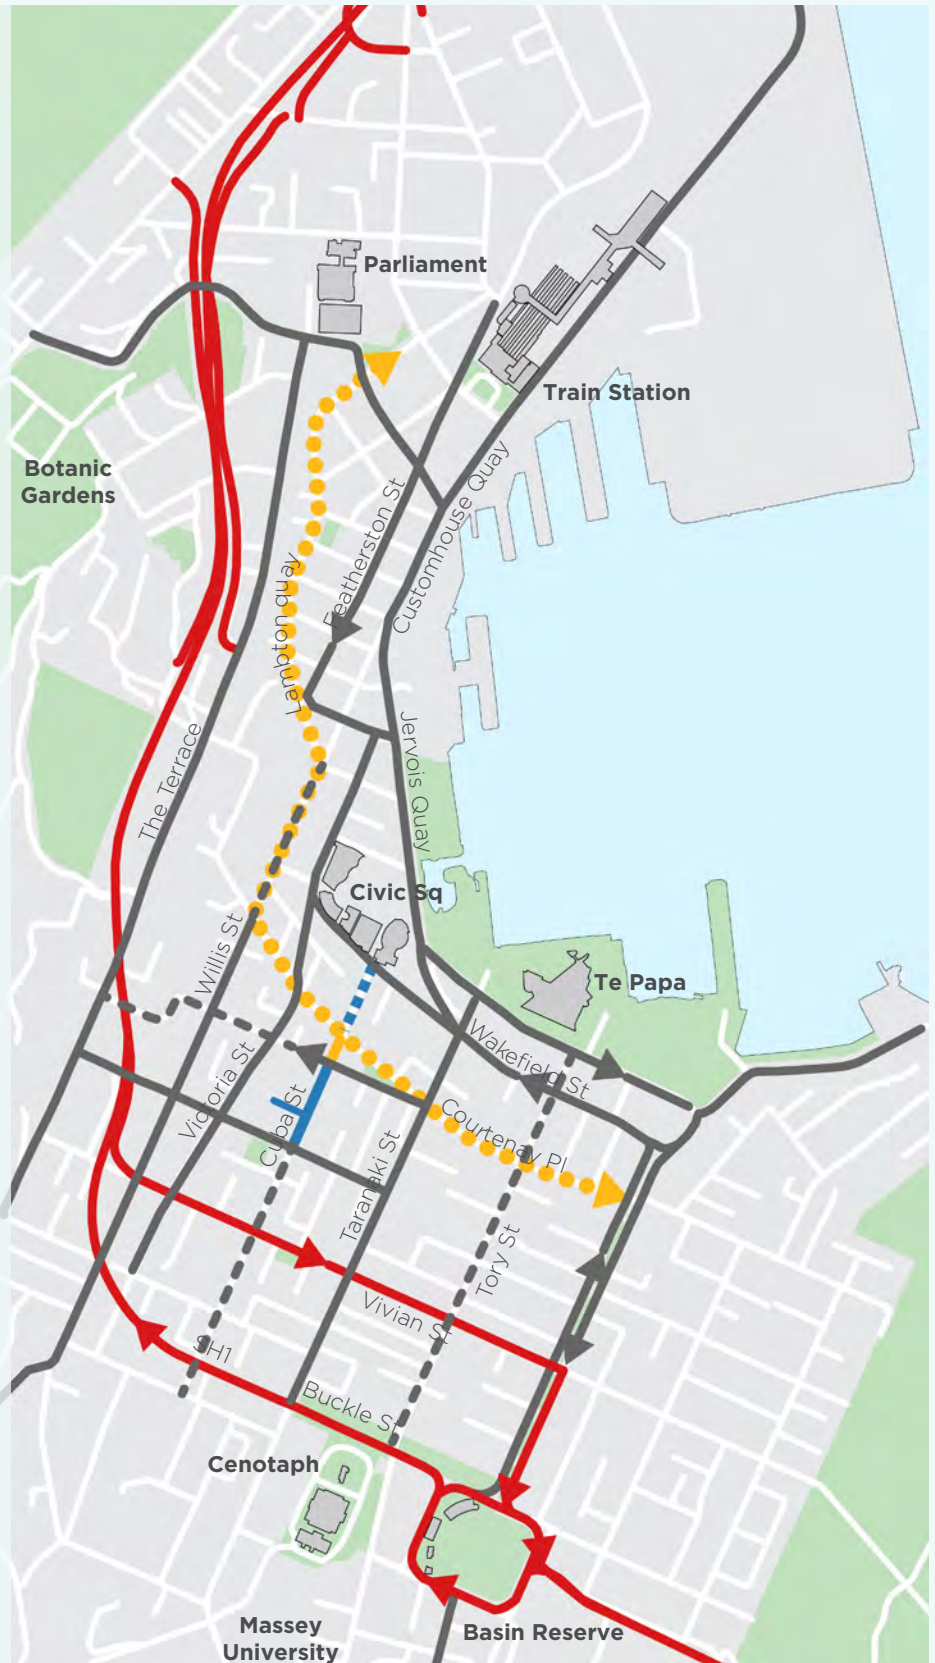 Parliament
Train Station
Botanic
Gardens
Featherston St
Customhouse Quay
Lambton quay
Jervois Quay
The Terrace
Civic Sq
Willis St
Te Papa
Wakefield St
Victoria St
Cuba St
Courtenay Pl
Taranaki St
Tory St
Vivian St
SH1
Buckle St
Cenotaph
Massey
University
Basin Reserve